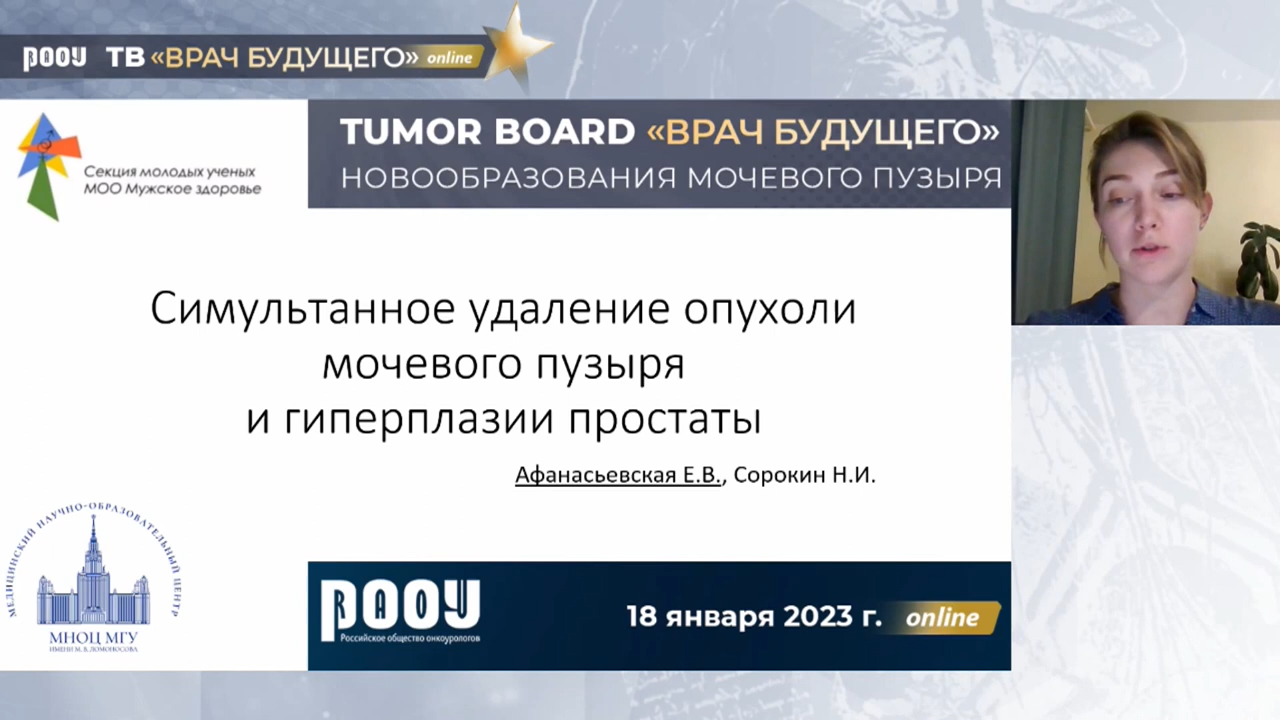 РООУ ТВ «ВРАЧ БУДУЩЕГО» online
Секция молодых ученых
МОО Мужское здоровье
TUMOR BOARD «ВРАЧ БУДУЩЕГО»
НОВООБРАЗОВАНИЯ МОЧЕВОГО ПУЗЫРЯ
Симультанное удаление опухоли
мочевого пузыря
и гиперплазии простаты
Афанасьевская Е.В., Сорокин Н.И.
МЕДИЦИНСКИЙ НАУЧНО-ОБРАЗОВАТЕЛЬНЫЙ ЦЕНТР
МНОЦ МГУ
ИМЕНИ М. В. ЛОМОНОСОВА
РООУ
Российское общество онкоурологов
18 января 2023 г. online